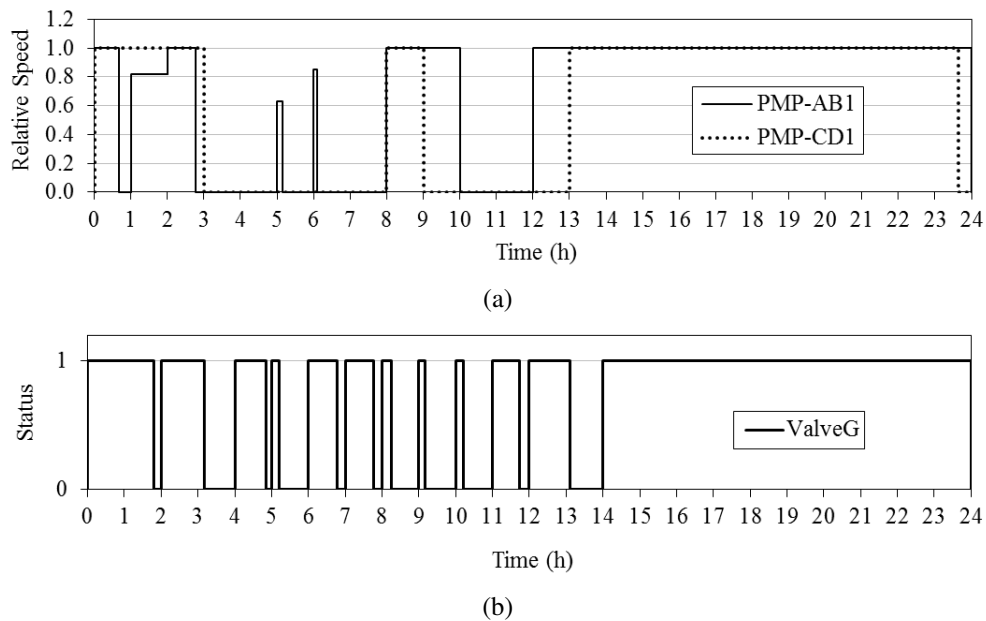 1.2
1.0
0.8
0.6
0.4
0.2
0.0
Relative Speed
PMP-AB1
PMP-CD1
0 1 2 3 4 5 6 7 8 9 10 11 12 13 14 15 16 17 18 19 20 21 22 23 24
Time (h)
(a)
1
0
Status
ValveG
0 1 2 3 4 5 6 7 8 9 10 11 12 13 14 15 16 17 18 19 20 21 22 23 24
Time (h)
(b)